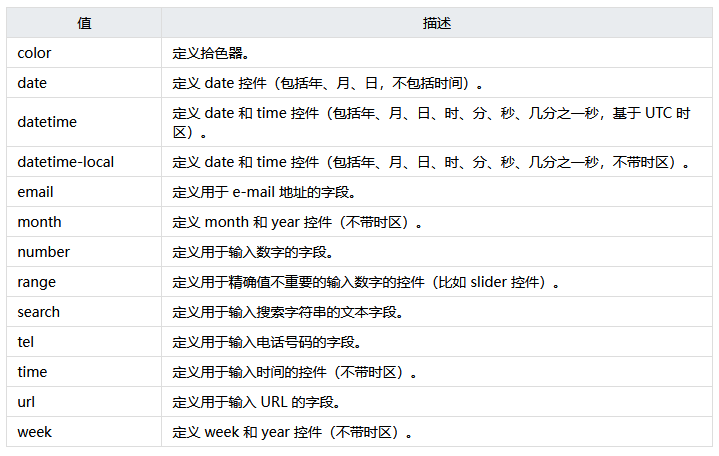 值 描述
color 定义拾色器。
date 定义 date 控件（包括年、月、日，不包括时间）。
datetime 定义 date 和 time 控件（包括年、月、日、时、分、秒、几分之一秒，基于 UTC 时
区）。
datetime-local 定义 date 和 time 控件（包括年、月、日、时、分、秒、几分之一秒，不带时区）。
email 定义用于 e-mail 地址的字段。
month 定义 month 和 year 控件（不带时区）。
number 定义用于输入数字的字段。
range 定义用于精确值不重要的输入数字的控件（比如 slider 控件）。
search 定义用于输入搜索字符串的文本字段。
tel 定义用于输入电话号码的字段。
time 定义用于输入时间的控件（不带时区）。
url 定义用于输入 URL 的字段。
week 定义 week 和 year 控件（不带时区）。